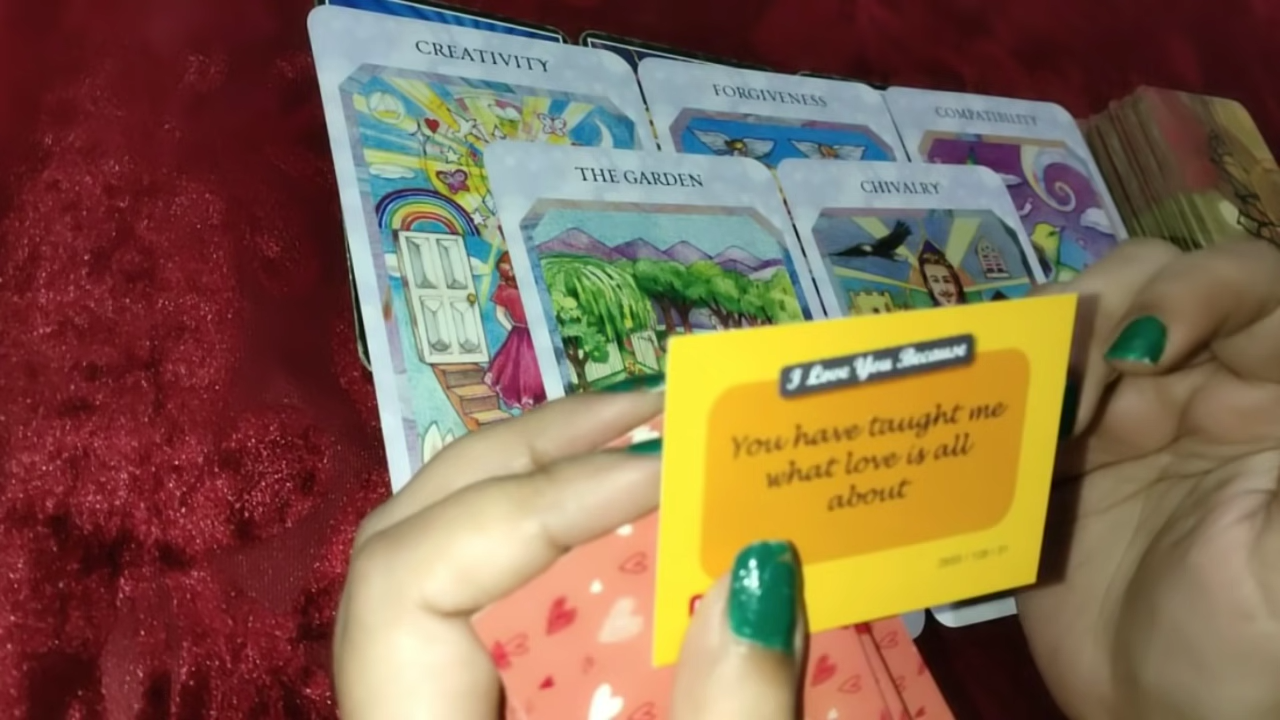 CREATIVITY
FORGIVENESS
COMPATIBILITY
THE GARDEN
CHIVALRY
I Love You Because
You have taught me
what love is all
about